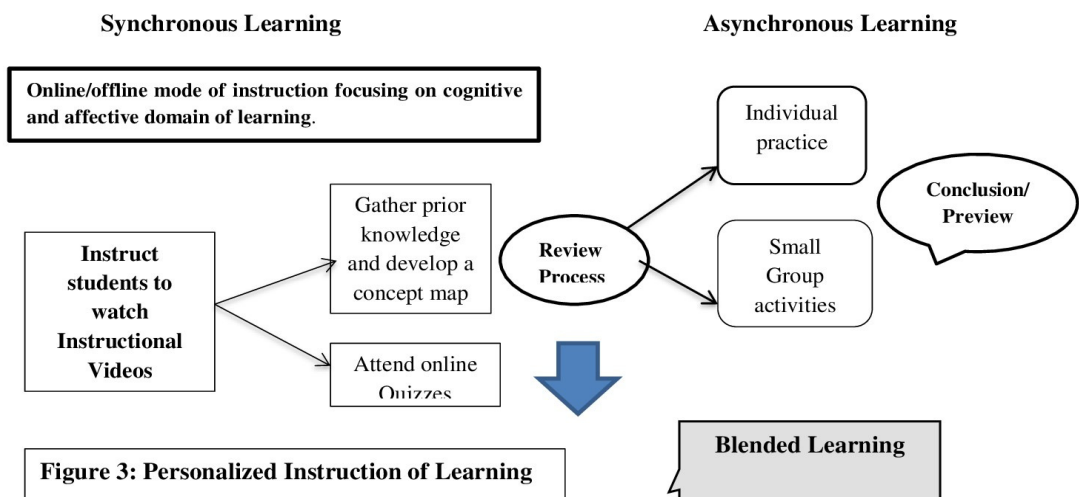 Synchronous Learning
Asynchronous Learning
Online/offline mode of instruction focusing on cognitive
and affective domain of learning.
Instruct
students to
watch
Instructional
Videos
Gather prior
knowledge
and develop a
concept map
Attend online
Quizzes
Review
Process
Individual
practice
Small
Group
activities
Conclusion/
Preview
Blended Learning
Figure 3: Personalized Instruction of Learning